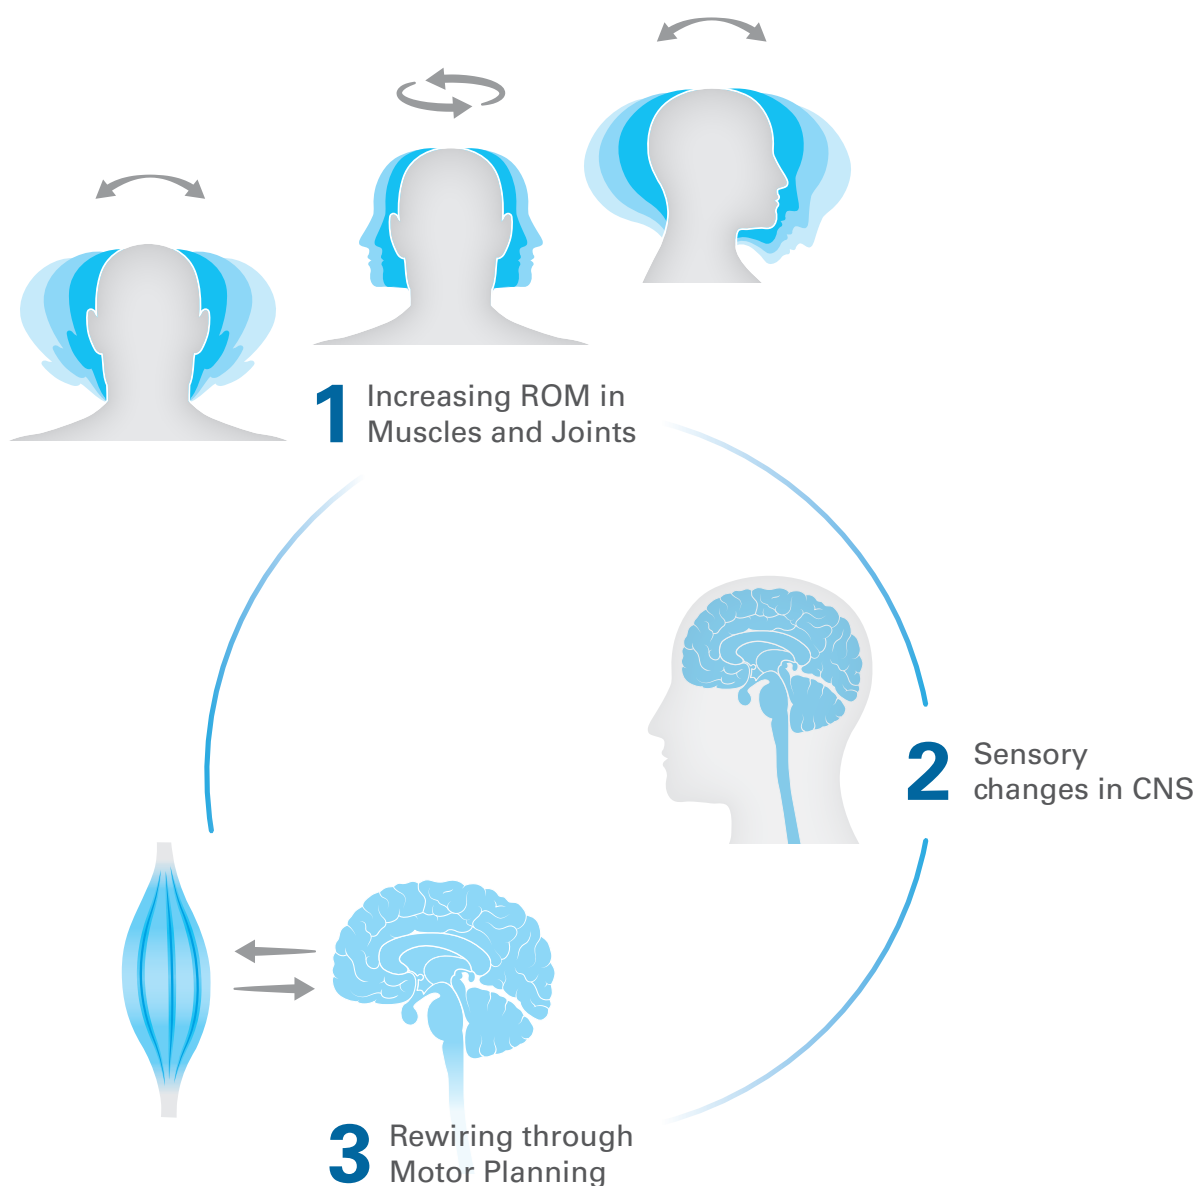 1 Increasing ROM in
Muscles and Joints
2 Sensory
changes in CNS
3 Rewiring through
Motor Planning